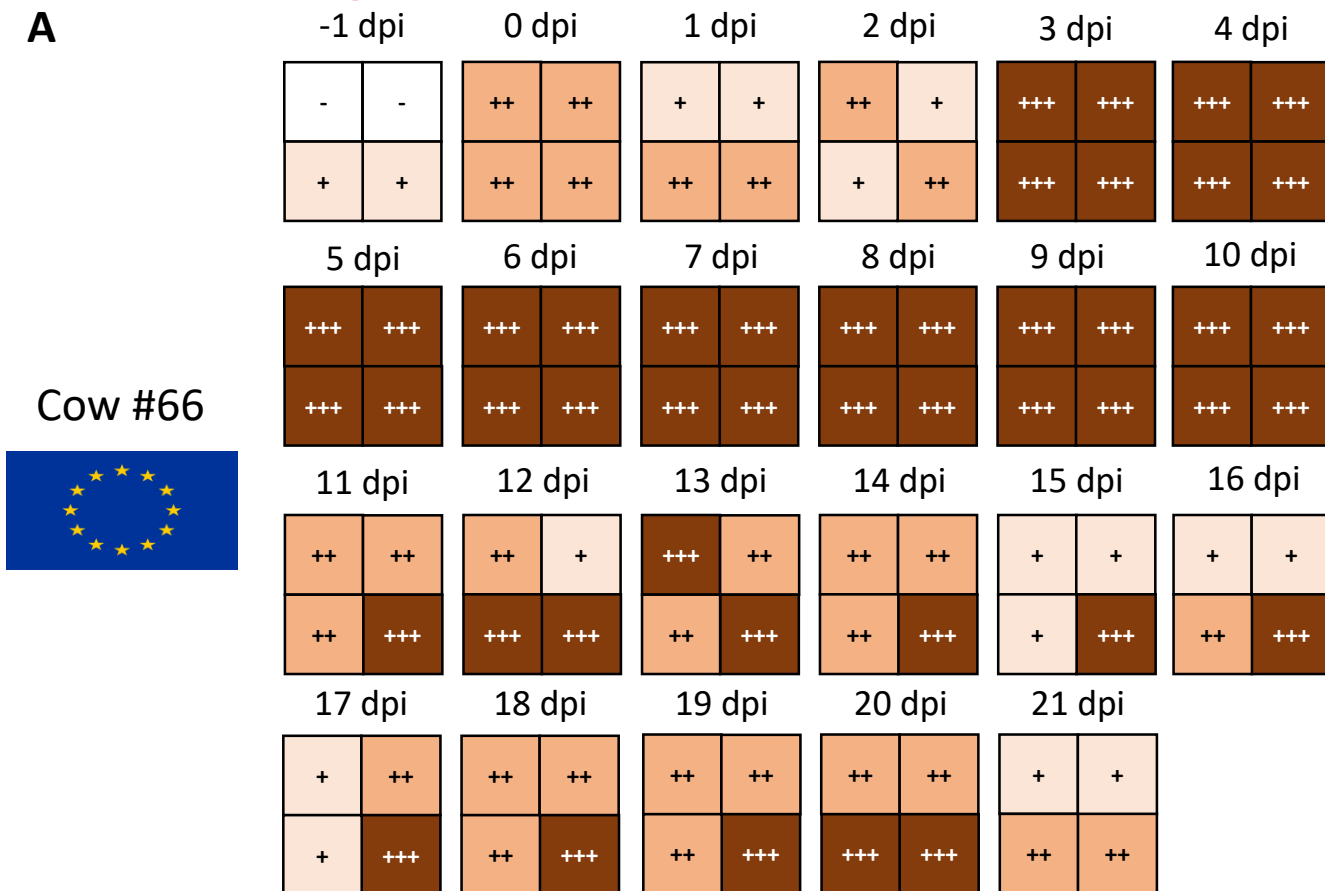 A
-1 dpi 0 dpi 1 dpi 2 dpi 3 dpi 4 dpi
- - ++ ++ + + ++ + +++ +++ +++ +++
+ + ++ ++ ++ ++ + ++ +++ +++ +++ +++
5 dpi 6 dpi 7 dpi 8 dpi 9 dpi 10 dpi
+++ +++ +++ +++ +++ +++ +++ +++ +++ +++ +++ +++
+++ +++ +++ +++ +++ +++ +++ +++ +++ +++ +++ +++
Cow #66
11 dpi 12 dpi 13 dpi 14 dpi 15 dpi 16 dpi
++ ++ ++ + +++ ++ ++ ++ + + + +
++ +++ +++ +++ ++ +++ ++ +++ + +++ ++ +++
17 dpi 18 dpi 19 dpi 20 dpi 21 dpi
+ ++ ++ ++ ++ ++ ++ ++ + +
+ +++ ++ +++ ++ +++ +++ +++ ++ ++